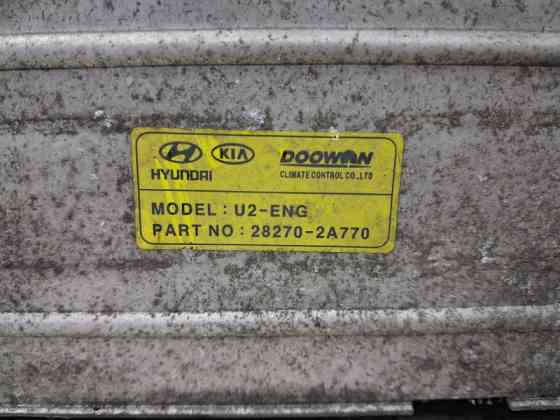 HYUNDAI
KIA
DOOWON
CLIMATE CONTROL CO., LTD
MODEL : U2-ENG
PART NO : 28270-2A770